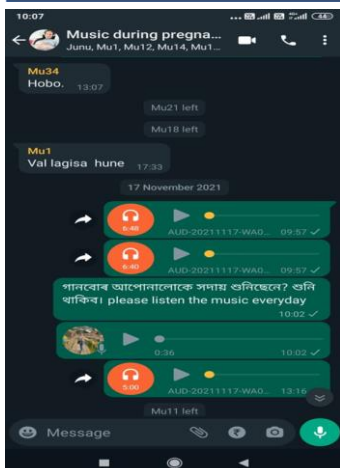 10:07
44
Music during pregna...
Junu, Mu1, Mu12, Mu14, Mu1...
Mu34
Hobo. 13:07
Mu21 left
Mu18 left
Mu1
Val lagisa hune 17:33
17 November 2021
6:48
AUD-20211117-WA0... 09:57
6:40
AUD-20211117-WA0... 09:57
গানবোৰ আপোনালোকে সদায় শুনিছেনে? শুনি
থাকিব। please listen the music everyday
10:02
0:36 10:02
5:00
AUD-20211117-WA0... 13:16
Mu11 left
Message